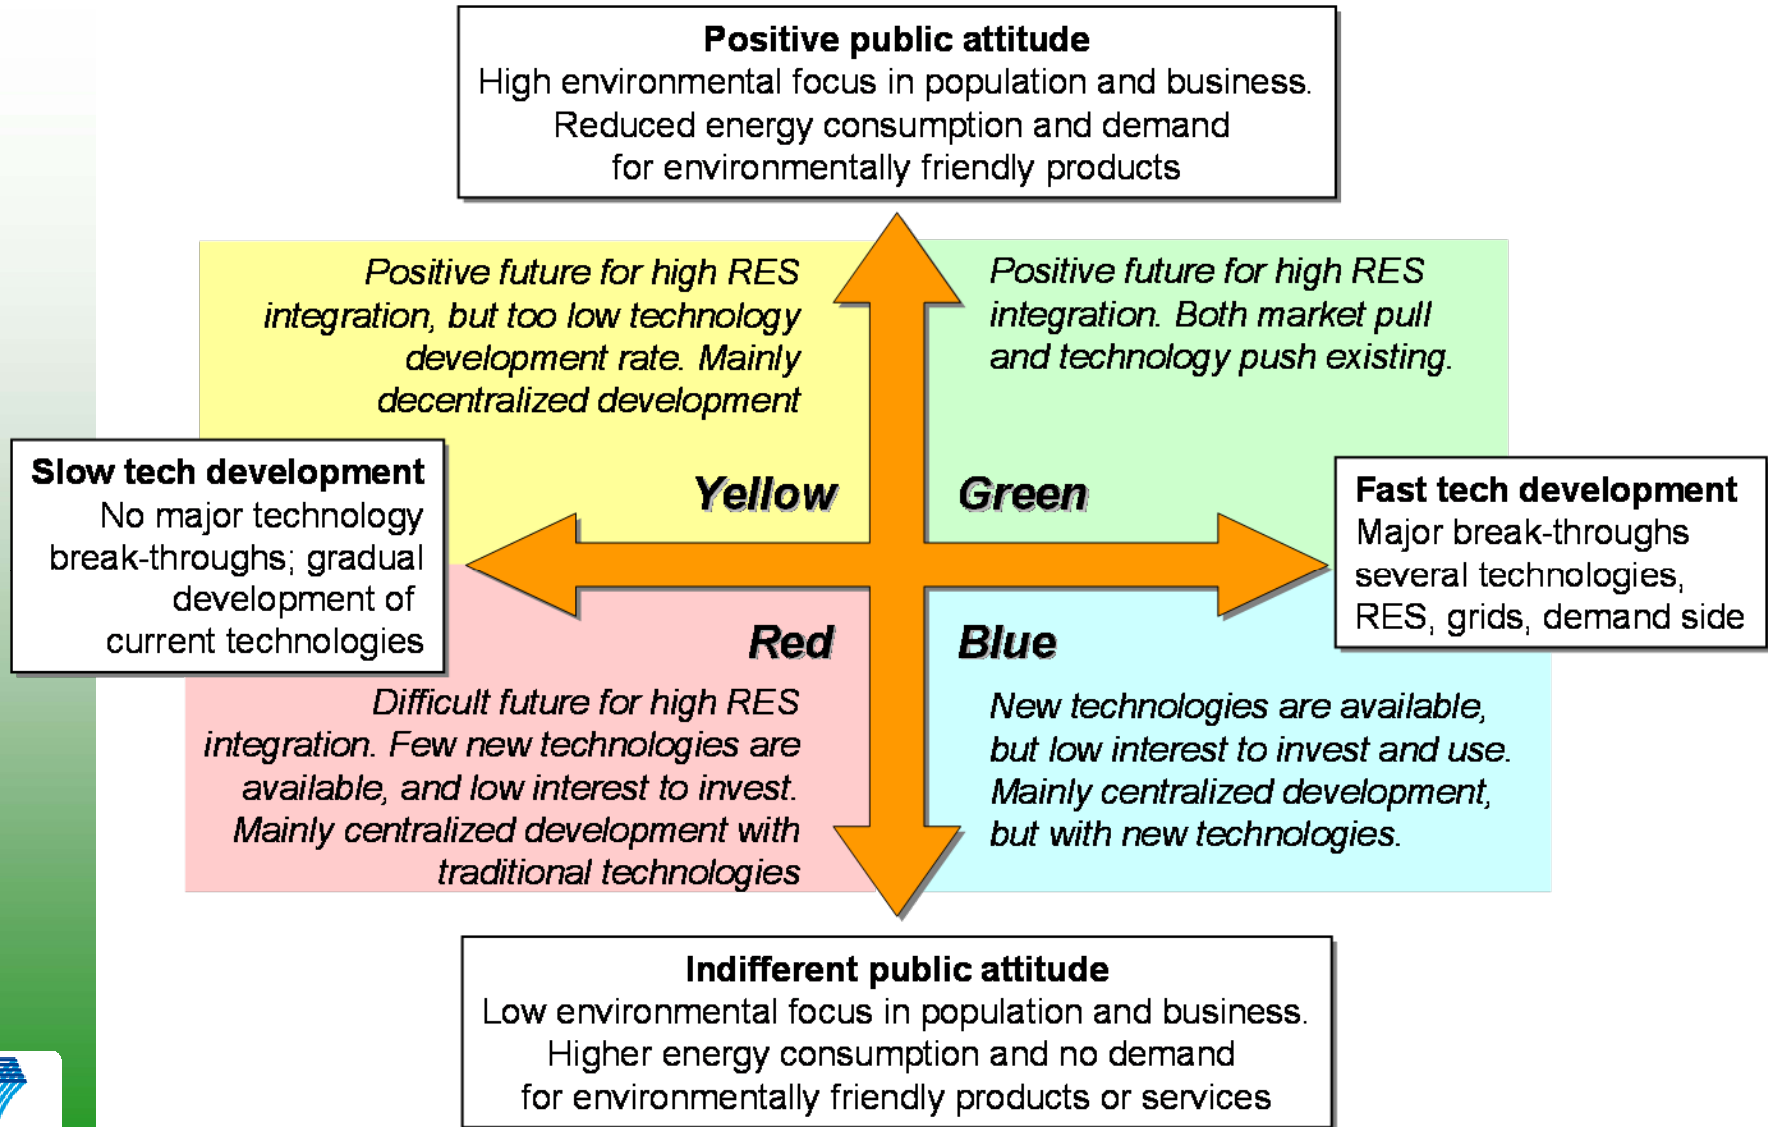 Positive public attitude
High environmental focus in population and business.
Reduced energy consumption and demand
for environmentally friendly products
Positive future for high RES
integration, but too low technology
development rate. Mainly
decentralized development
Yellow
Positive future for high RES
integration. Both market pull
and technology push existing.
Green
Slow tech development
No major technology
break-throughs; gradual
development of
current technologies
Fast tech development
Major break-throughs
several technologies,
RES, grids, demand side
Red
Difficult future for high RES
integration. Few new technologies are
available, and low interest to invest.
Mainly centralized development with
traditional technologies
Blue
New technologies are available,
but low interest to invest and use.
Mainly centralized development,
but with new technologies.
Indifferent public attitude
Low environmental focus in population and business.
Higher energy consumption and no demand
for environmentally friendly products or services